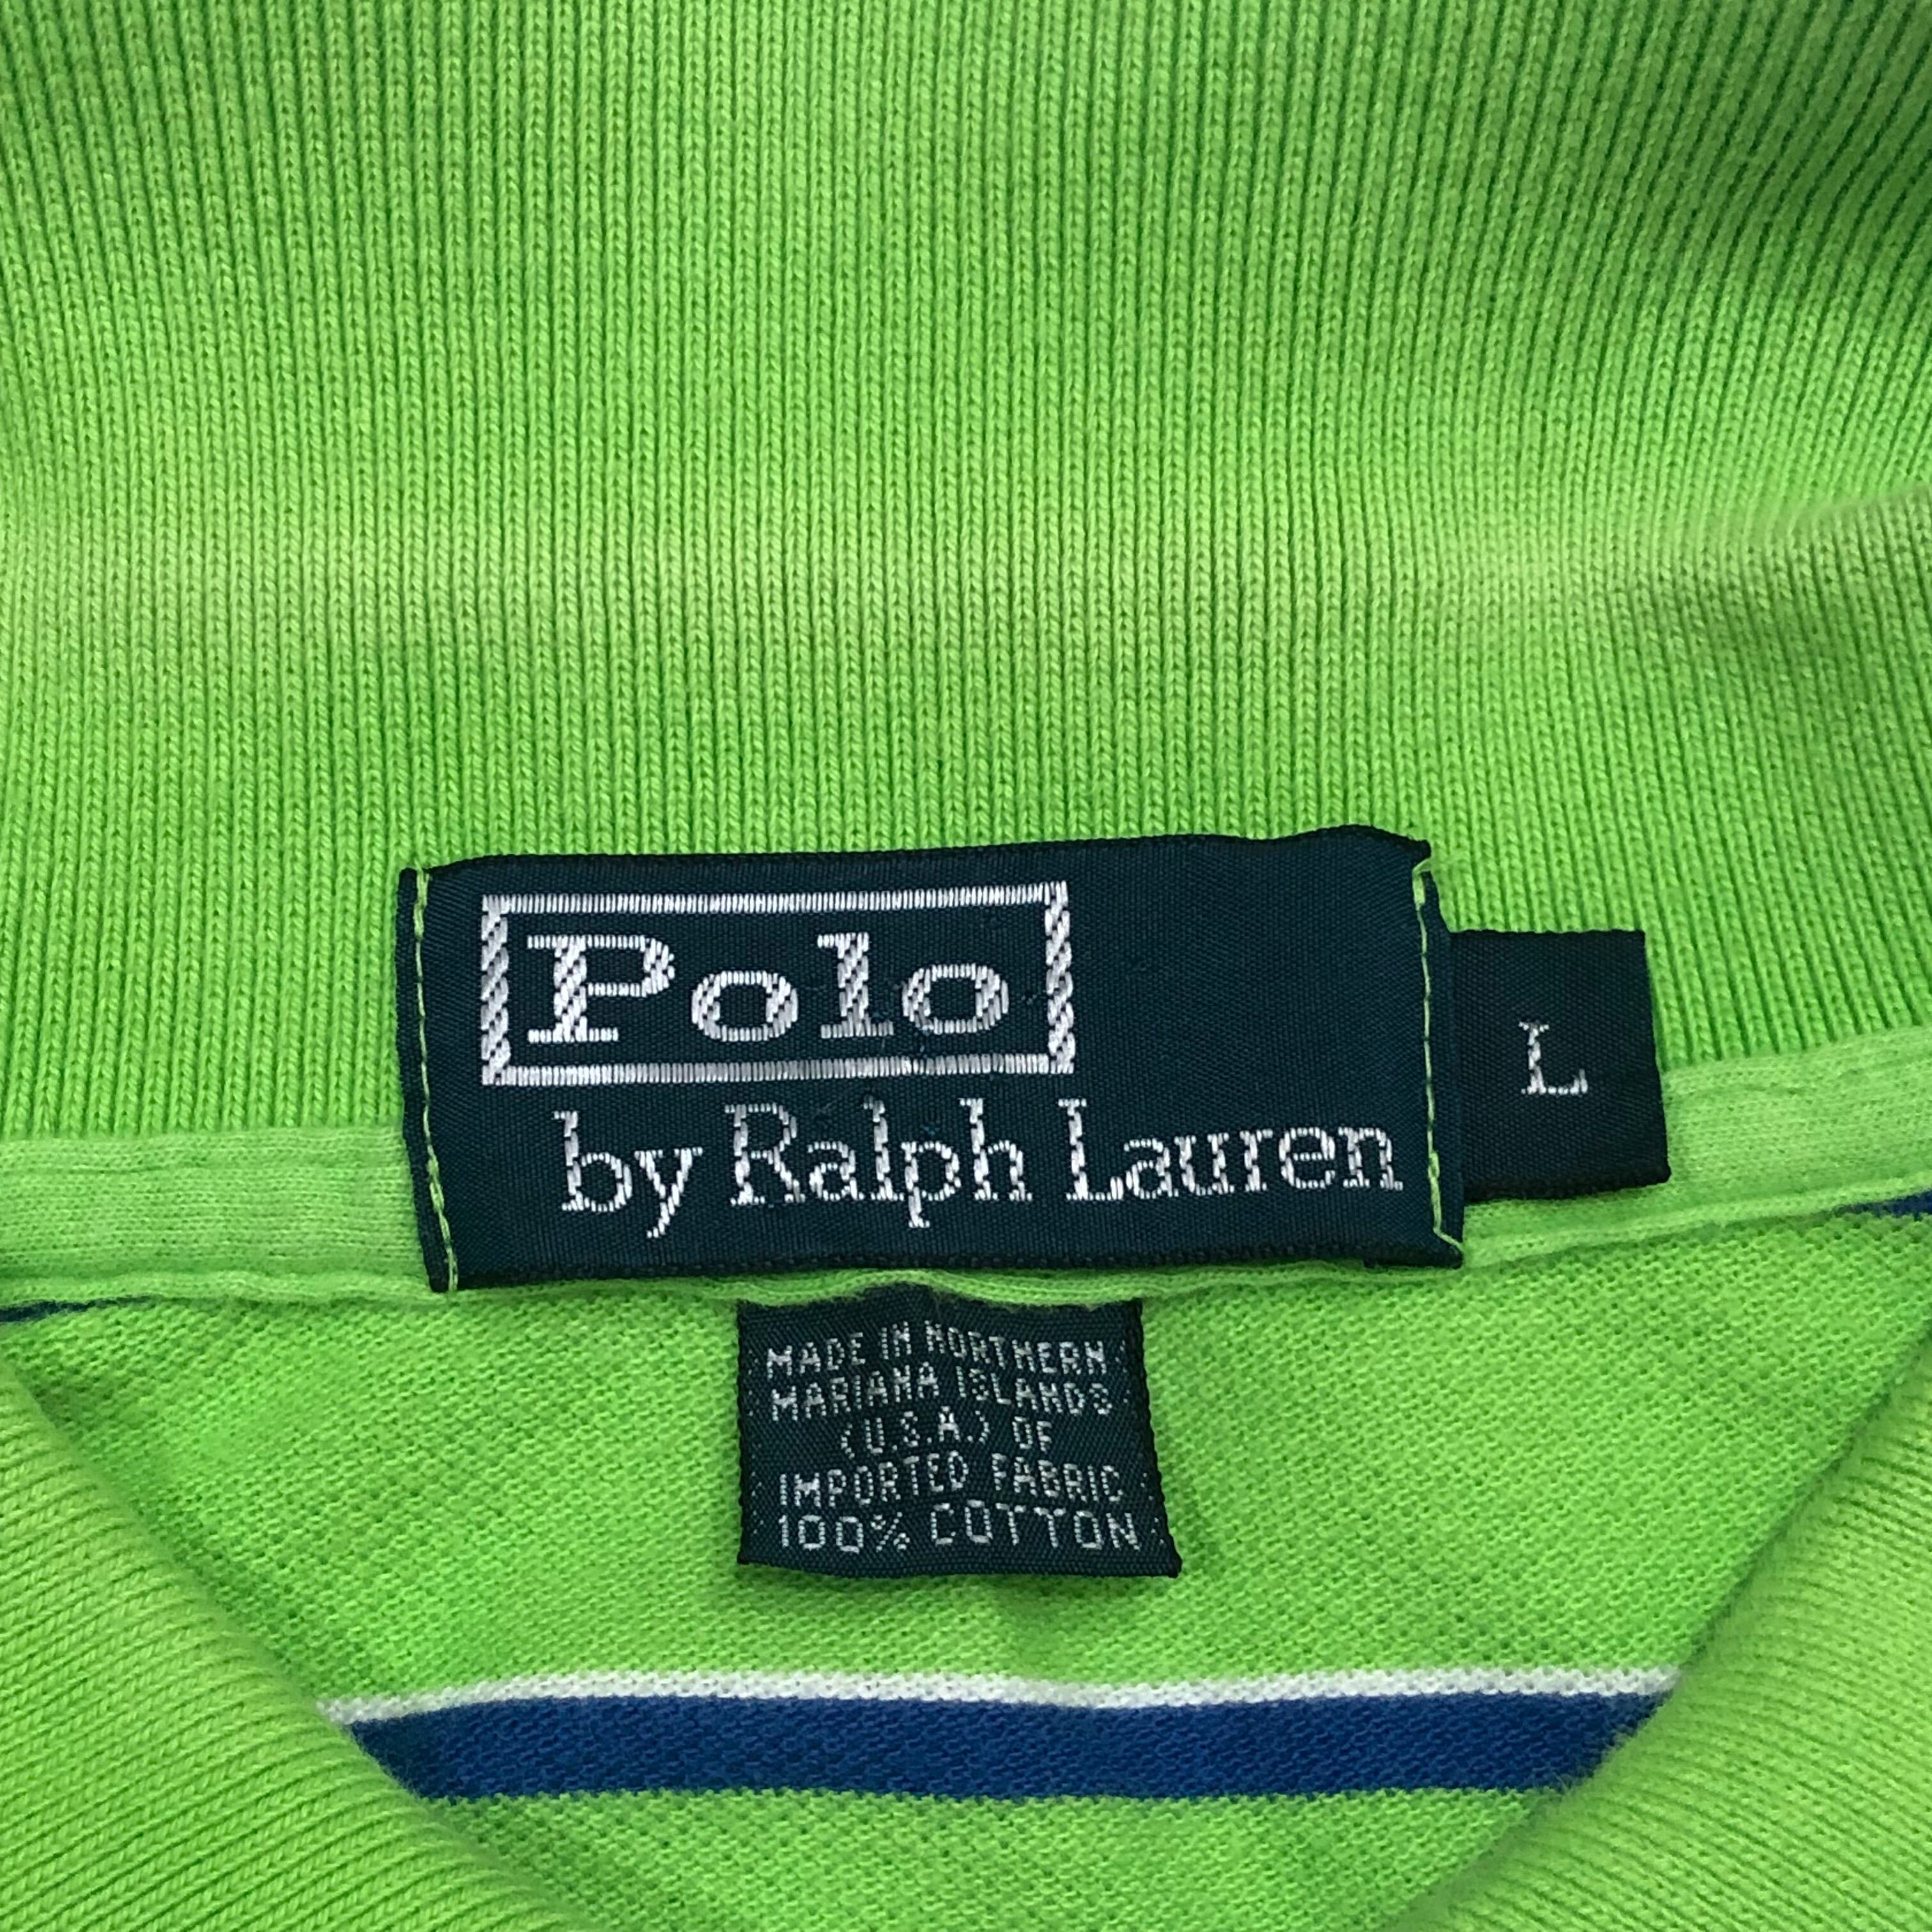 Polo
by Ralph Lauren
L
MADE IN NORTHERN
MARIANA ISLANDS
(U.S.A.) OF
IMPORTED FABRIC
100% COTTON